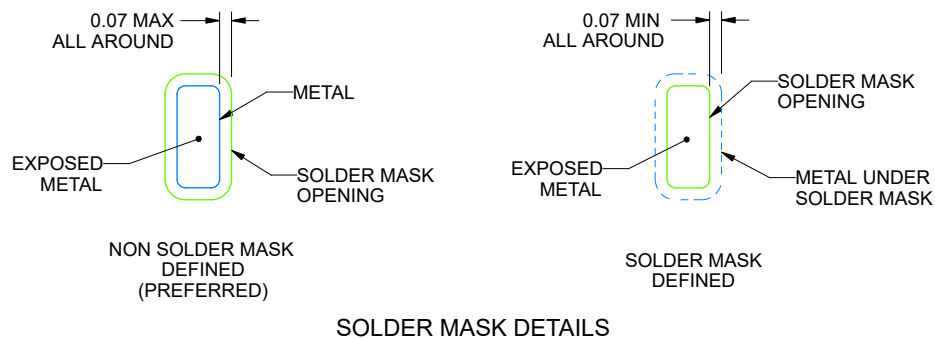 0.07 MAX
ALL AROUND
METAL
EXPOSED
METAL
SOLDER MASK
OPENING
NON SOLDER MASK
DEFINED
(PREFERRED)
0.07 MIN
ALL AROUND
SOLDER MASK
OPENING
EXPOSED
METAL
METAL UNDER
SOLDER MASK
SOLDER MASK
DEFINED
SOLDER MASK DETAILS